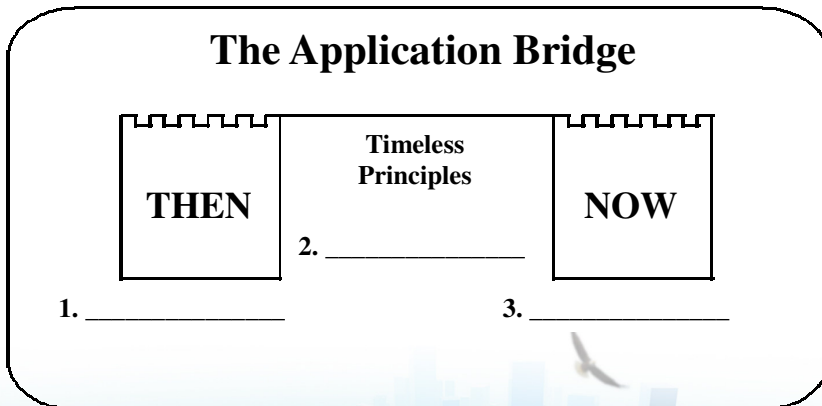 The Application Bridge
Timeless
Principles
THEN
NOW
2. _______________
1. _______________
3. _______________